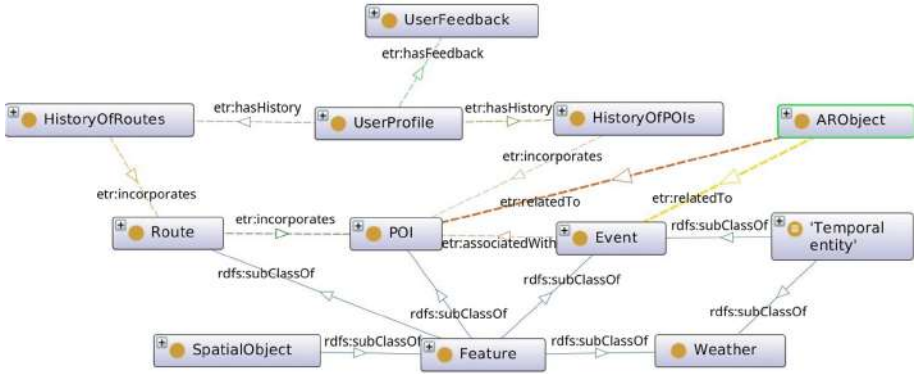 UserFeedback
etr:hasFeedback
HistoryOfRoutes
etr:hasHistory
UserProfile
etr:hasHistory
HistoryOfPOIs
ARObject
etr:incorporates
etr:incorporates
etr:relatedTo
etr:relatedTo
Route
etr:incorporates
POI
etr:associatedWith
Event
rdfs:subClassOf
'Temporal
entity'
rdfs:subClassOf
rdfs:subClassOf
rdfs:subClassOf
rdfs:subClassOf
SpatialObject
rdfs:subClassOf
Feature
rdfs:subClassOf
Weather